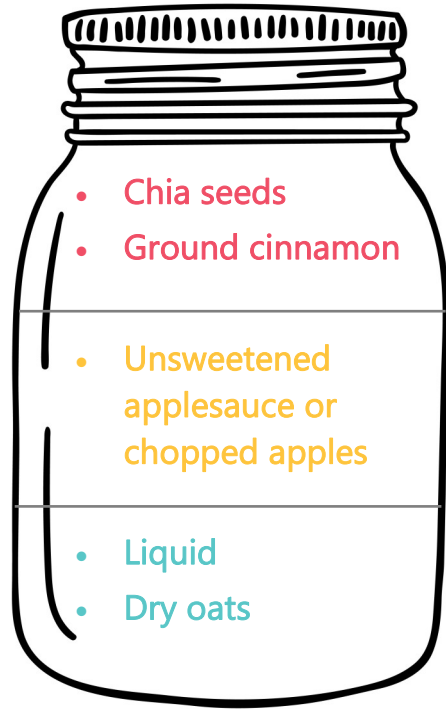 • Chia seeds
• Ground cinnamon
• Unsweetened
applesauce or
chopped apples
• Liquid
• Dry oats